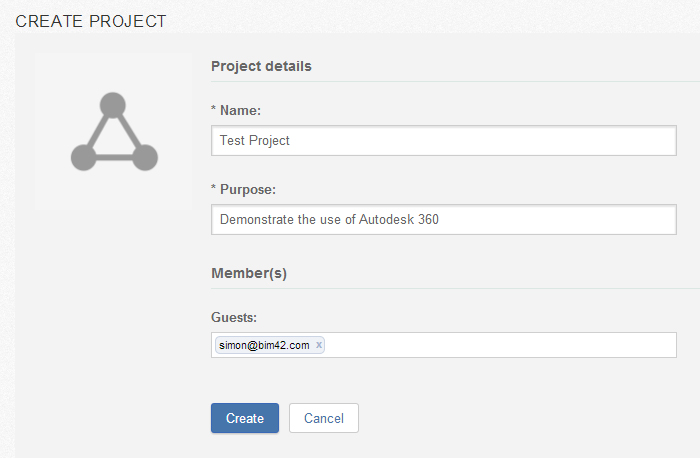 CREATE PROJECT
Project details
* Name:
Test Project
* Purpose:
Demonstrate the use of Autodesk 360
Member(s)
Guests:
simon@bim42.com x
Create Cancel